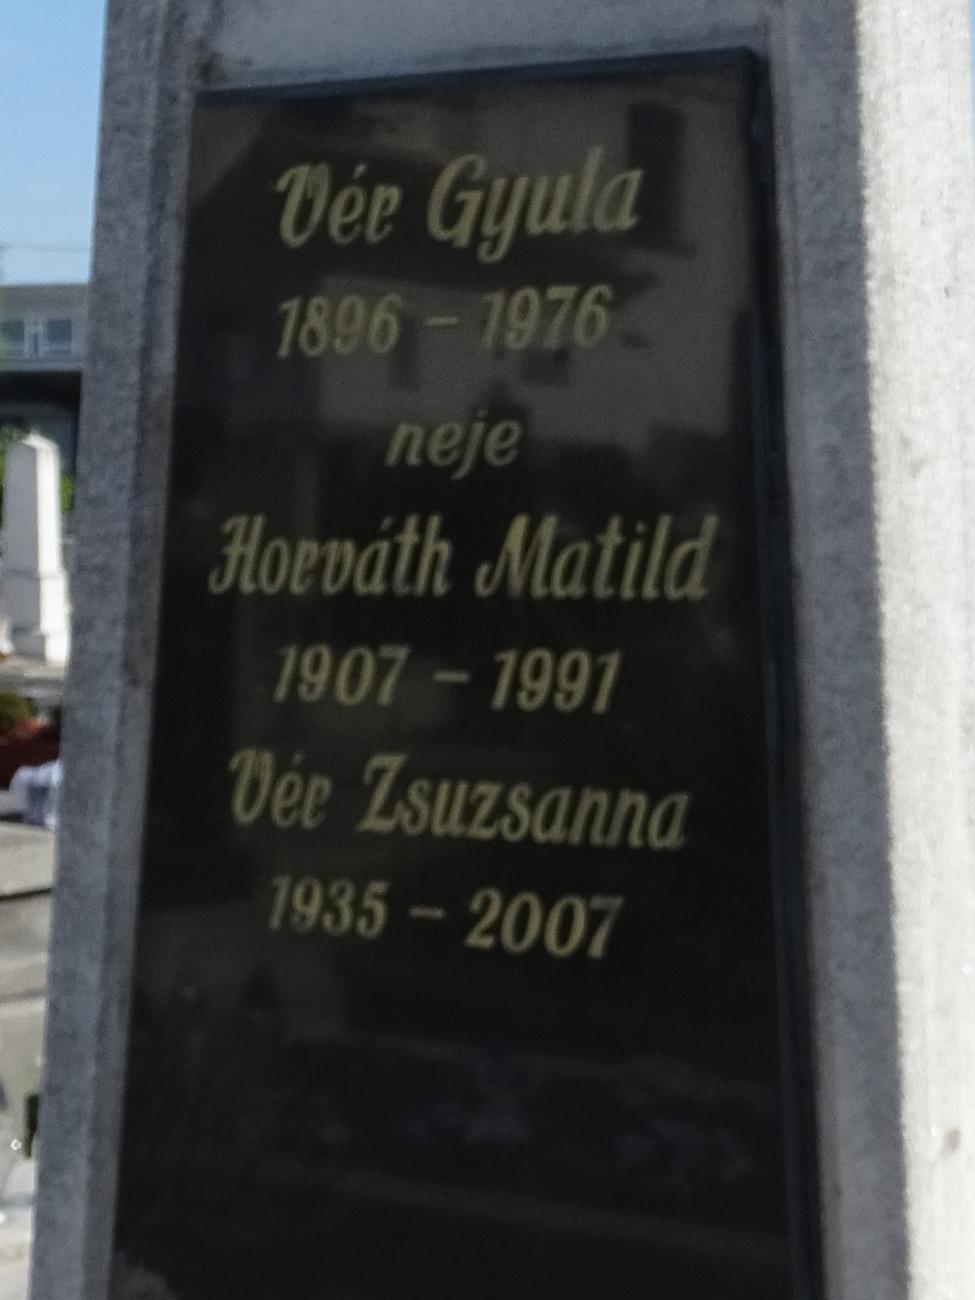 Vér Gyula
1896 - 1976
neje
Horváth Matild
1907 - 1991
Vér Zsuzsanna
1935 - 2007